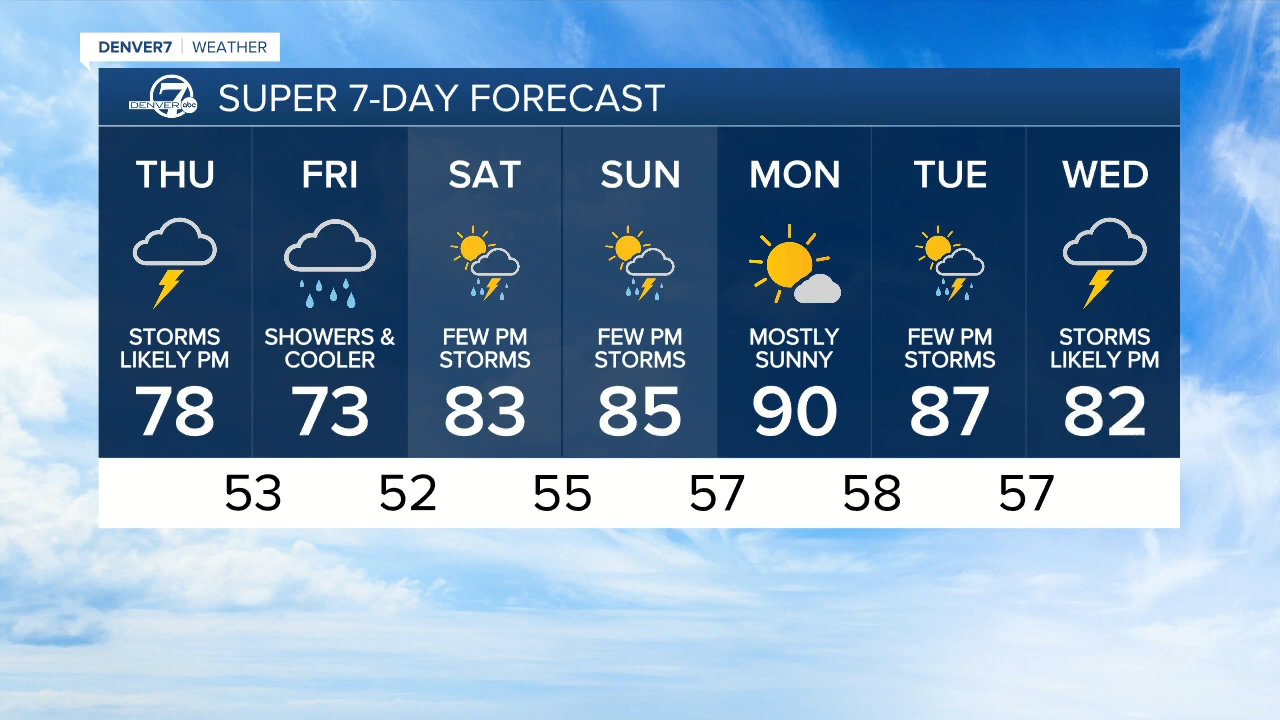 DENVER7 | WEATHER
7 DENVER abc
SUPER 7-DAY FORECAST
THU
FRI
SAT
SUN
MON
TUE
WED
STORMS
LIKELY PM
SHOWERS &
COOLER
FEW PM
STORMS
FEW PM
STORMS
MOSTLY
SUNNY
FEW PM
STORMS
STORMS
LIKELY PM
78
73
83
85
90
87
82
53
52
55
57
58
57